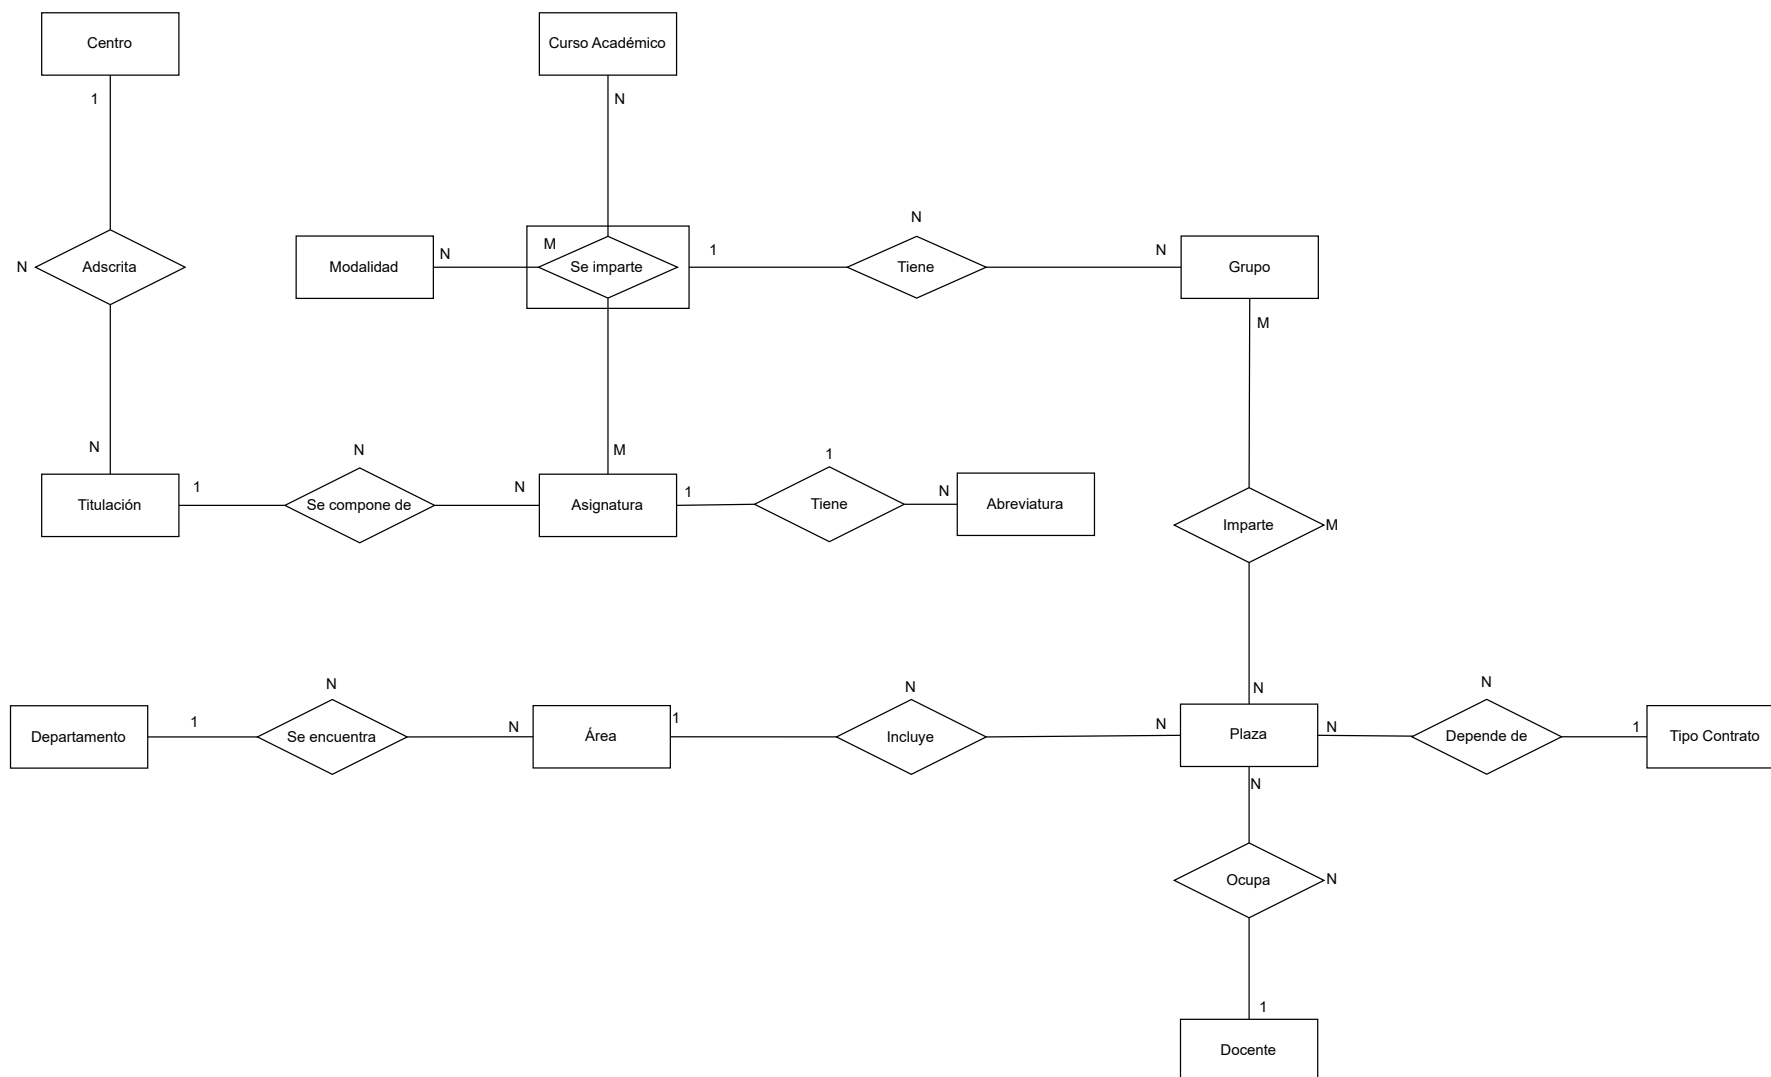 Centro
Curso Académico
1
N
N
Adscrita
Modalidad
N
M
Se imparte
1
N
Tiene
N
Grupo
M
N
M
Titulación
1
N
Se compone de
N
Asignatura
1
1
Tiene
N
Abreviatura
Imparte
M
N
Departamento
1
N
Se encuentra
N
Área
1
N
Incluye
N
Plaza
N
N
Depende de
1
Tipo Contrato
N
Ocupa
N
1
Docente